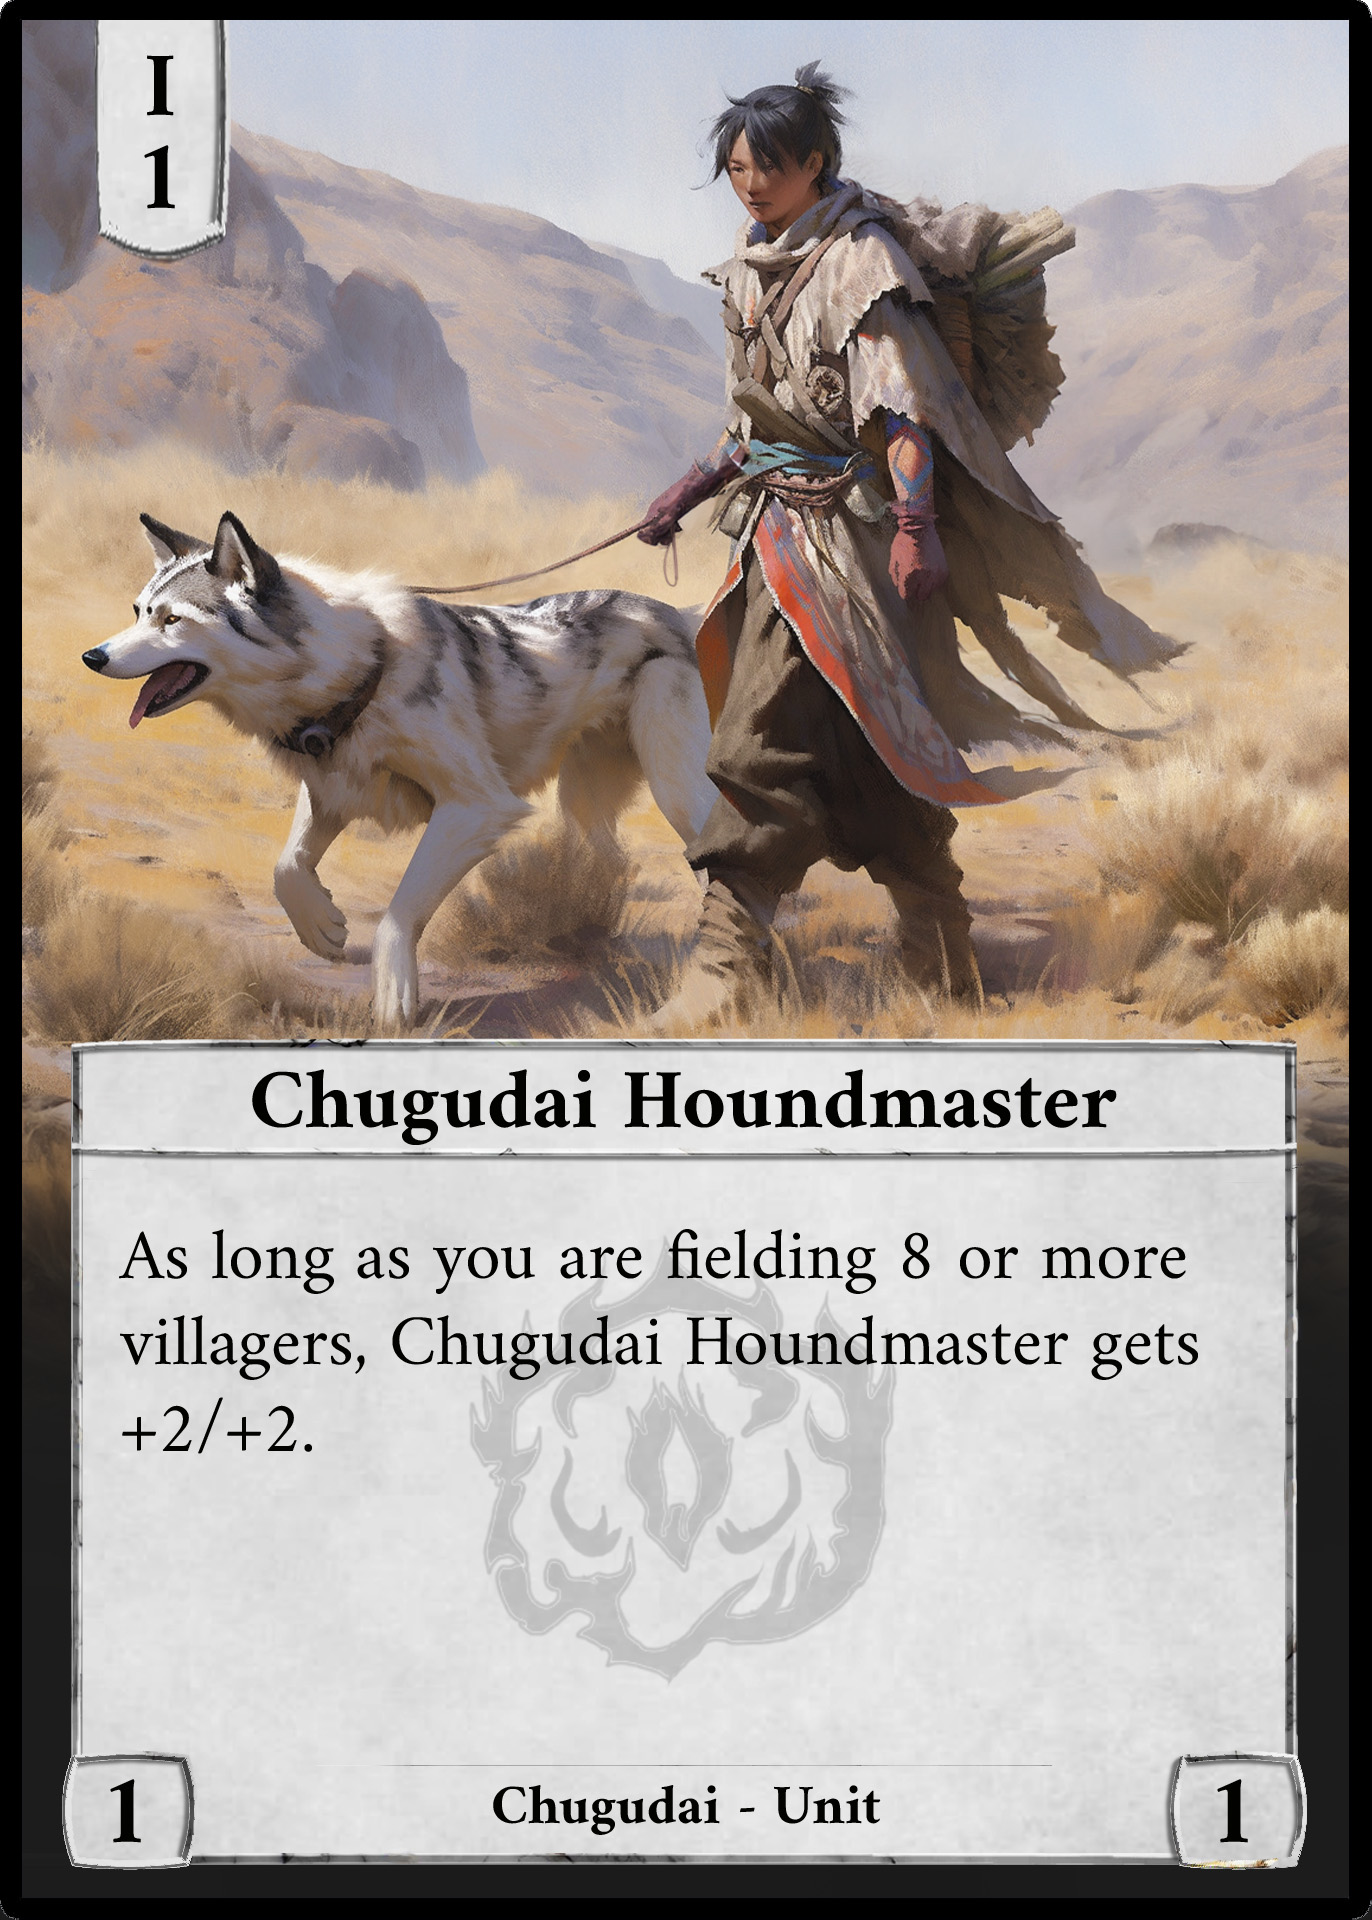 I
1
Chugudai Houndmaster
As long as you are fielding 8 or more
villagers, Chugudai Houndmaster gets
+2/+2.
1
Chugudai - Unit
1